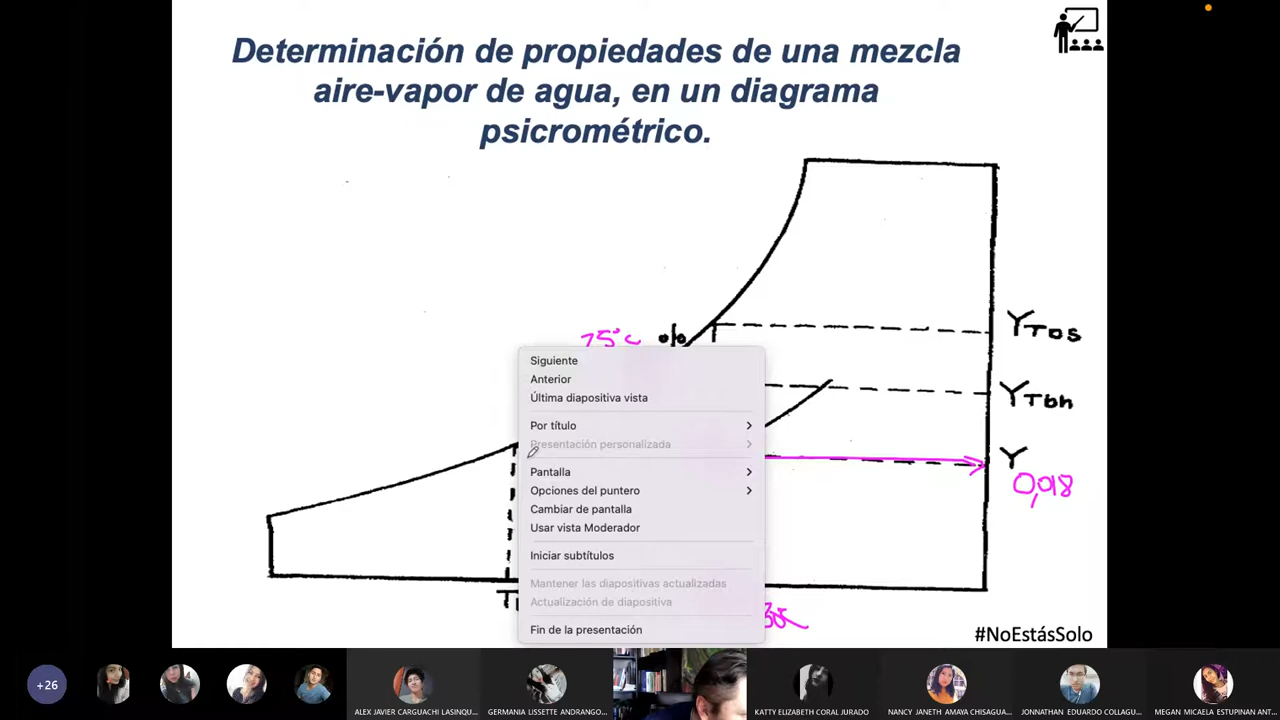 Determinación de propiedades de una mezcla
aire-vapor de agua, en un diagrama
psicrométrico.
25°C
%
YTos
YTbh
Y
0,018
Siguiente
Anterior
Última diapositiva vista
Por título
Presentación personalizada
Pantalla
Opciones del puntero
Cambiar de pantalla
Usar vista Moderador
Iniciar subtítulos
Mantener las diapositivas actualizadas
Actualización de diapositiva
Fin de la presentación
#NoEstásSolo
+26
ALEX JAVIER CARGUACHI LASINQU...
GERMANIA LISSETTE ANDRANGO...
KATTY ELIZABETH CORAL JURADO
NANCY JANETH AMAYA CHISAGUA...
JONNATHAN EDUARDO COLLAGU...
MEGAN MICAELA ESTUPINAN ANT...